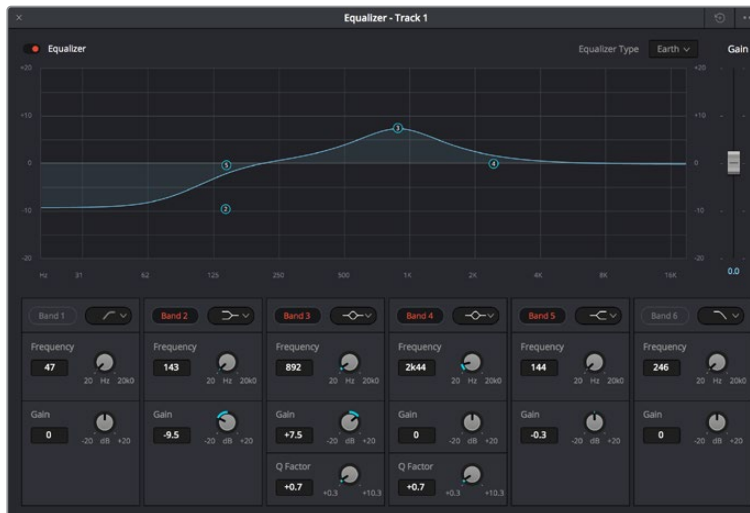 Equalizer - Track 1
Equalizer
Equalizer Type Earth Gain
+20 +20
+10 +10
0 0
-10 -10
-20 -20
Hz 31 62 125 250 500 1K 2K 4K 8K 16K 0.0
5 3 4 2
Band 1 Band 2 Band 3 Band 4 Band 5 Band 6
Frequency Frequency Frequency Frequency Frequency Frequency
47 143 892 2k44 144 246
20 Hz 20k0 20 Hz 20k0 20 Hz 20k0 20 Hz 20k0 20 Hz 20k0 20 Hz 20k0
Gain Gain Gain Gain Gain Gain
0 -9.5 +7.5 0 -0.3 0
-20 dB +20 -20 dB +20 -20 dB +20 -20 dB +20 -20 dB +20 -20 dB +20
Q Factor Q Factor
+0.7 +0.7
+0.3 +10.3 +0.3 +10.3